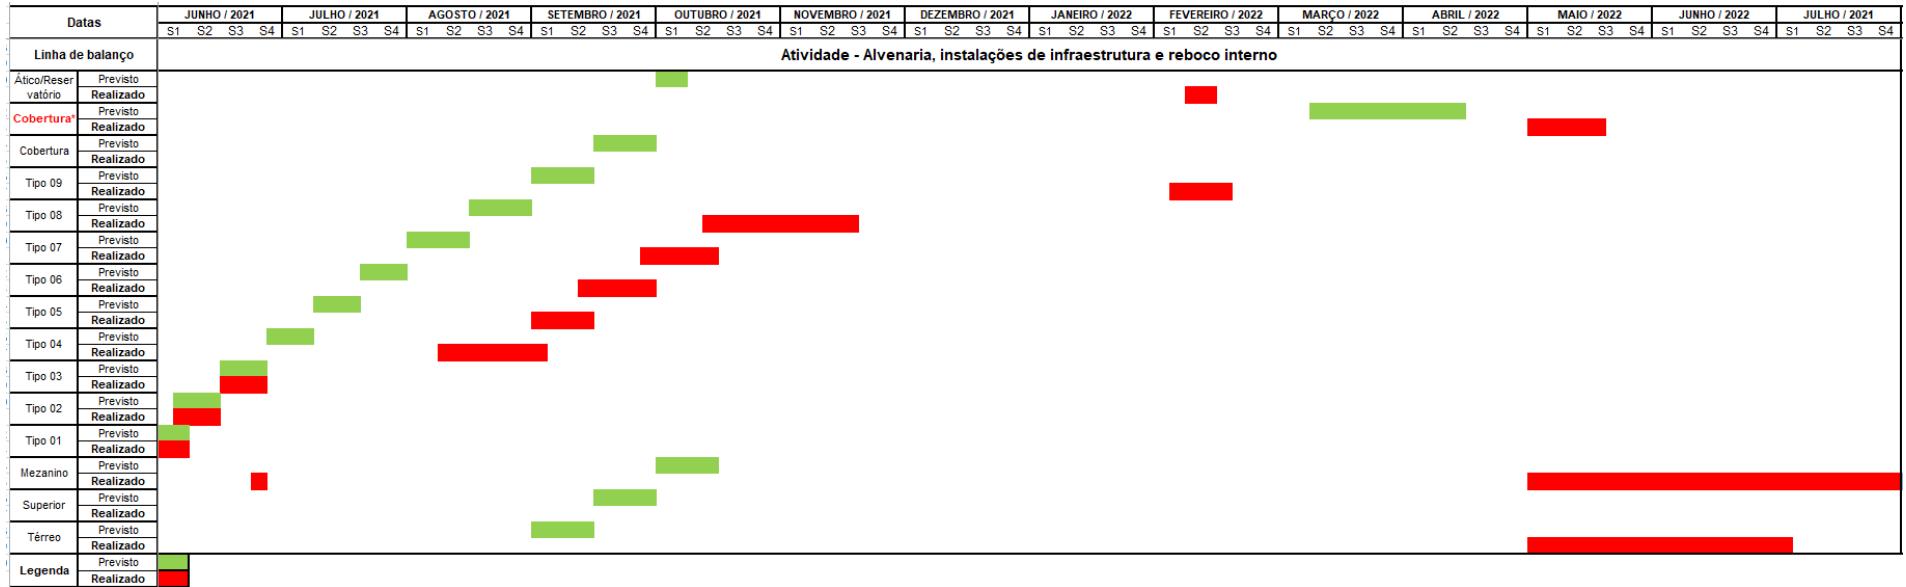 Datas
JUNHO / 2021 JULHO / 2021 AGOSTO / 2021 SETEMBRO / 2021 OUTUBRO / 2021 NOVEMBRO / 2021 DEZEMBRO / 2021 JANEIRO / 2022 FEVEREIRO / 2022 MARÇO / 2022 ABRIL / 2022 MAIO / 2022 JUNHO / 2022 JULHO / 2021
S1 S2 S3 S4 S1 S2 S3 S4 S1 S2 S3 S4 S1 S2 S3 S4 S1 S2 S3 S4 S1 S2 S3 S4 S1 S2 S3 S4 S1 S2 S3 S4 S1 S2 S3 S4 S1 S2 S3 S4 S1 S2 S3 S4 S1 S2 S3 S4 S1 S2 S3 S4 S1 S2 S3 S4
Linha de balanço Atividade - Alvenaria, instalações de infraestrutura e reboco interno
Ático/Reser Previsto
vatório Realizado
Cobertura* Previsto
Realizado
Cobertura Previsto
Realizado
Tipo 09 Previsto
Realizado
Tipo 08 Previsto
Realizado
Tipo 07 Previsto
Realizado
Tipo 06 Previsto
Realizado
Tipo 05 Previsto
Realizado
Tipo 04 Previsto
Realizado
Tipo 03 Previsto
Realizado
Tipo 02 Previsto
Realizado
Tipo 01 Previsto
Realizado
Mezanino Previsto
Realizado
Superior Previsto
Realizado
Térreo Previsto
Realizado
Legenda Previsto
Realizado